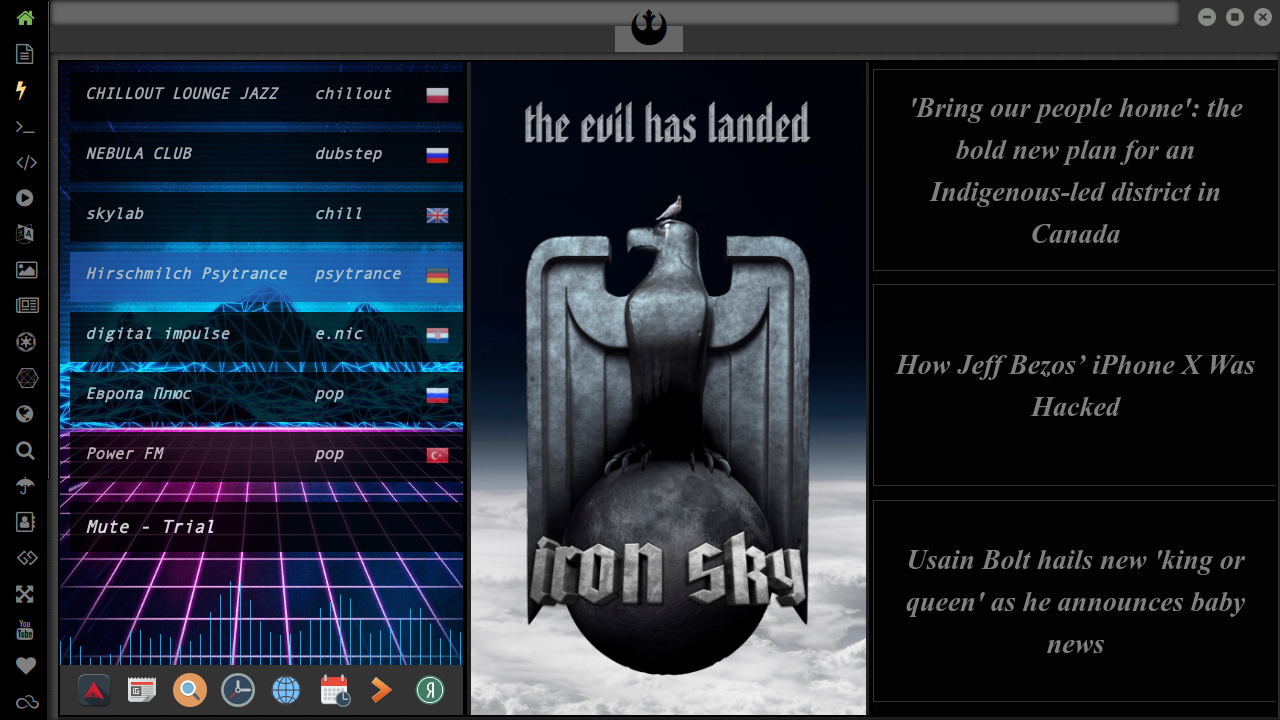 CHILLOUT LOUNGE JAZZ chillout
NEBULA CLUB dubstep
skylab chill
Hirschmilch Psytrance psytrance
digital impulse e.nic
Европа Плюс pop
Power FM pop
Mute - Trial
the evil has landed
iron sky
'Bring our people home': the
bold new plan for an
Indigenous-led district in
Canada
How Jeff Bezos’ iPhone X Was
Hacked
Usain Bolt hails new 'king or
queen' as he announces baby
news
You
Tube
Я